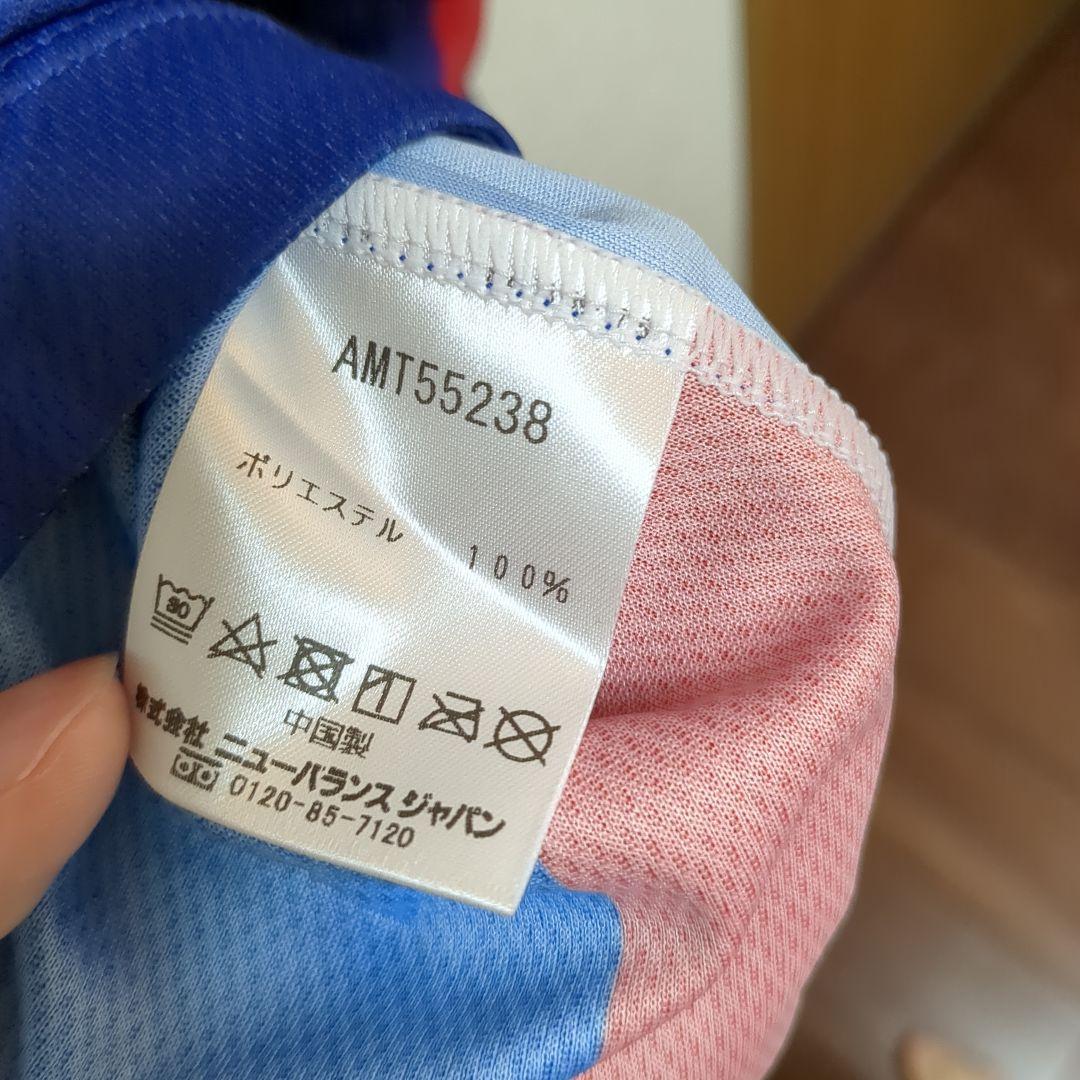 AMT55238
ポリエステル 100%
30
中国製
株式会社 ニューバランス ジャパン
0120-85-7120